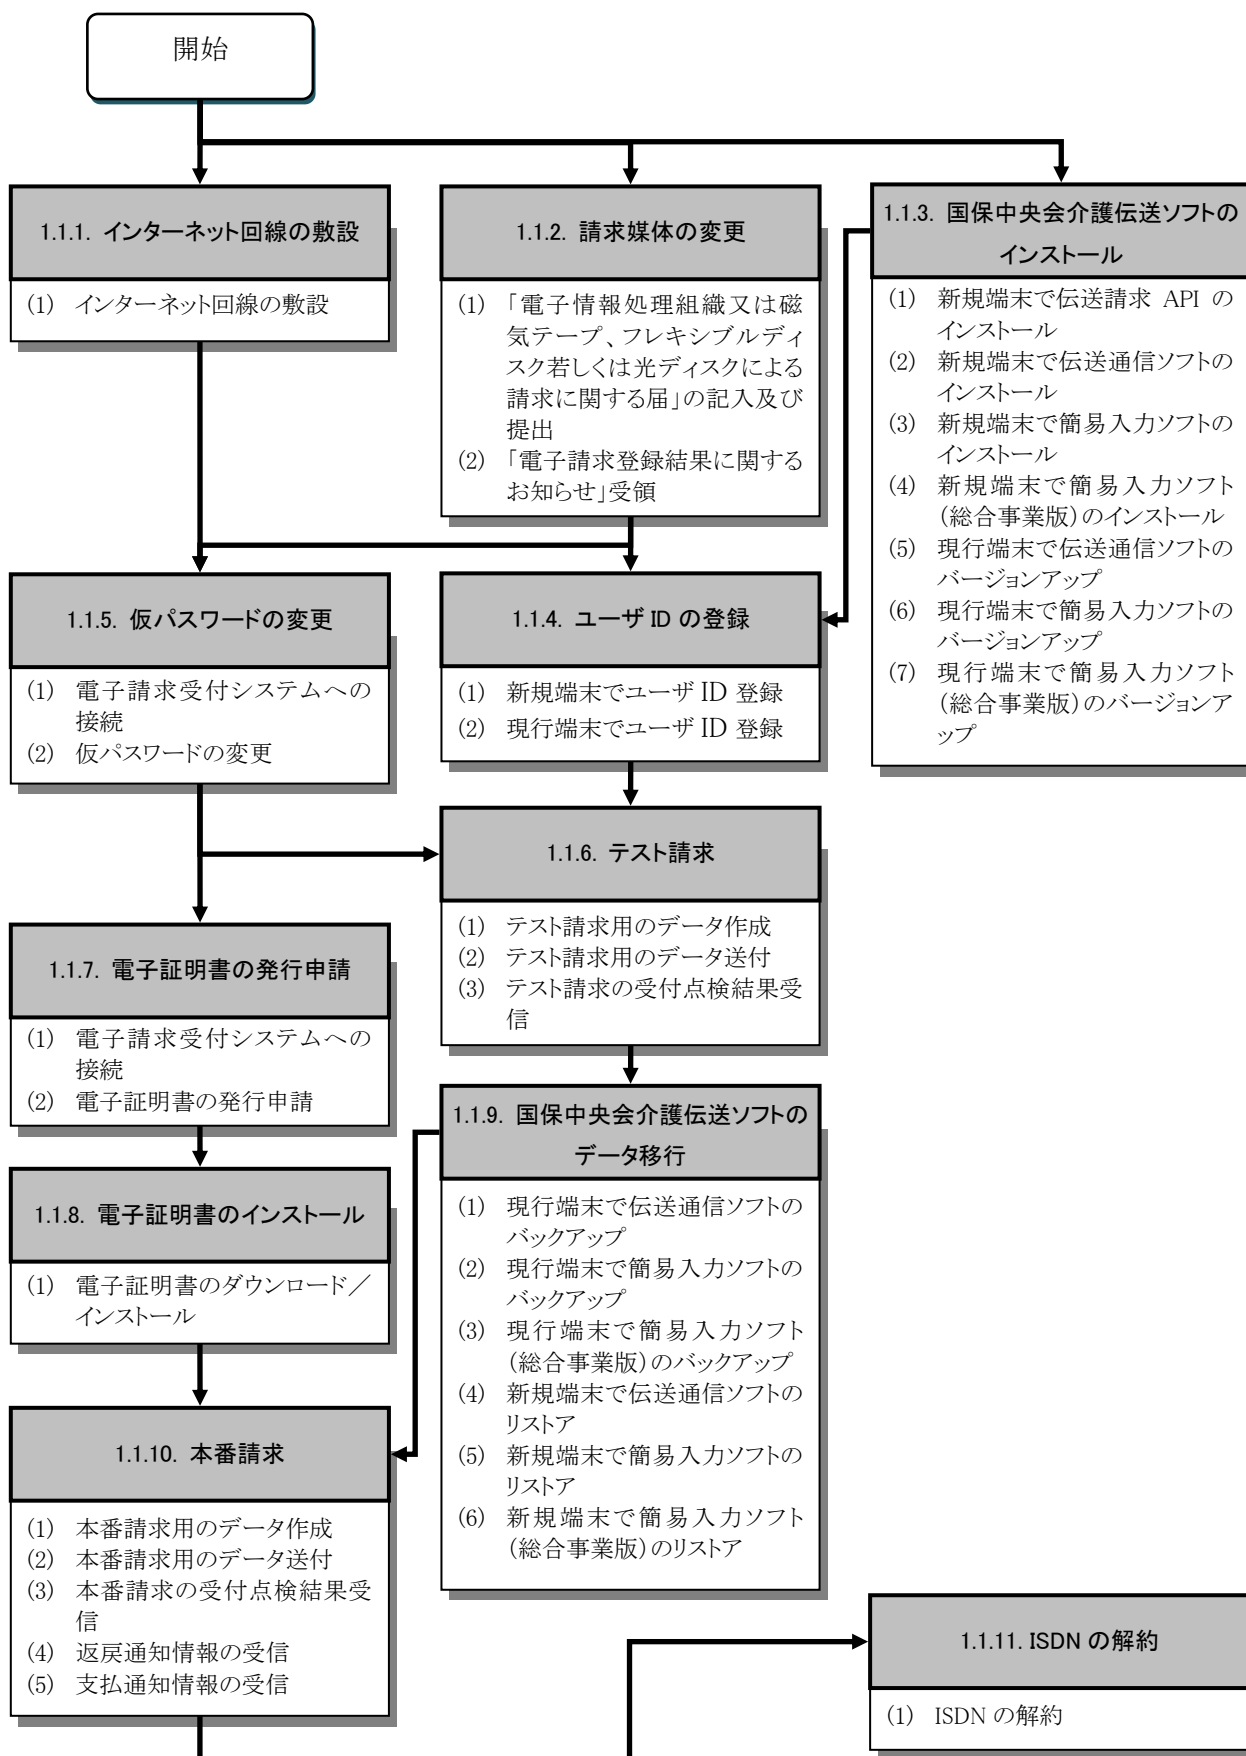 開始
1.1.1. インターネット回線の敷設
(1) インターネット回線の敷設
1.1.2. 請求媒体の変更
(1) 「電子情報処理組織又は磁
気テープ、フレキシブルディ
スク若しくは光ディスクによる
請求に関する届」の記入及び
提出
(2) 「電子請求登録結果に関する
お知らせ」受領
1.1.3. 国保中央会介護伝送ソフトの
インストール
(1) 新規端末で伝送請求 API の
インストール
(2) 新規端末で伝送通信ソフトの
インストール
(3) 新規端末で簡易入力ソフトの
インストール
(4) 新規端末で簡易入力ソフト
(総合事業版)のインストール
(5) 現行端末で伝送通信ソフトの
バージョンアップ
(6) 現行端末で簡易入力ソフトの
バージョンアップ
(7) 現行端末で簡易入力ソフト
(総合事業版)のバージョンア
ップ
1.1.5. 仮パスワードの変更
(1) 電子請求受付システムへの
接続
(2) 仮パスワードの変更
1.1.4. ユーザ ID の登録
(1) 新規端末でユーザ ID 登録
(2) 現行端末でユーザ ID 登録
1.1.6. テスト請求
(1) テスト請求用のデータ作成
(2) テスト請求用のデータ送付
(3) テスト請求の受付点検結果受
信
1.1.7. 電子証明書の発行申請
(1) 電子請求受付システムへの
接続
(2) 電子証明書の発行申請
1.1.9. 国保中央会介護伝送ソフトの
データ移行
(1) 現行端末で伝送通信ソフトの
バックアップ
(2) 現行端末で簡易入力ソフトの
バックアップ
(3) 現行端末で簡易入力ソフト
(総合事業版)のバックアップ
(4) 新規端末で伝送通信ソフトの
リストア
(5) 新規端末で簡易入力ソフトの
リストア
(6) 新規端末で簡易入力ソフト
(総合事業版)のリストア
1.1.8. 電子証明書のインストール
(1) 電子証明書のダウンロード/
インストール
1.1.10. 本番請求
(1) 本番請求用のデータ作成
(2) 本番請求用のデータ送付
(3) 本番請求の受付点検結果受
信
(4) 返戻通知情報の受信
(5) 支払通知情報の受信
1.1.11. ISDN の解約
(1) ISDN の解約